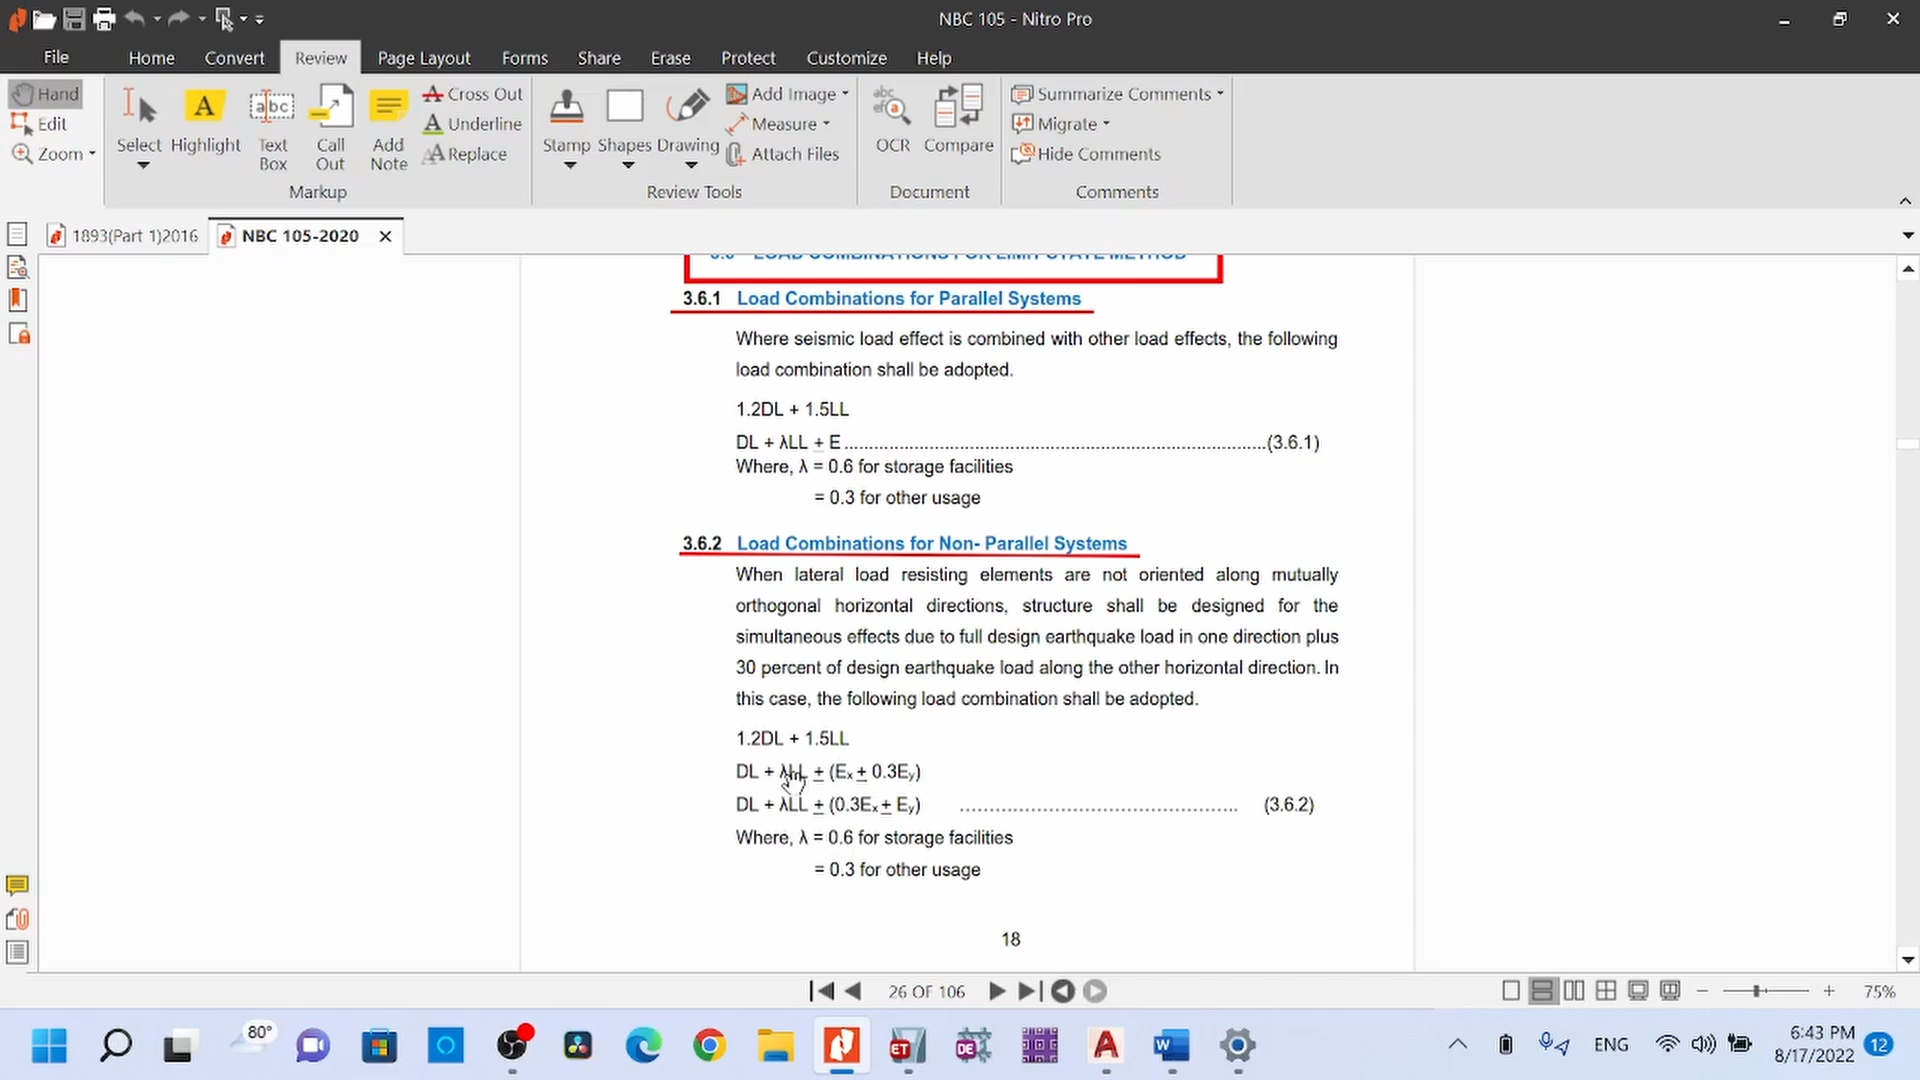 NBC 105 - Nitro Pro
File Home Convert Review Page Layout Forms Share Erase Protect Customize Help
Hand
Edit
Zoom
Select
Highlight
Text Box
Call Out
Add Note
Cross Out
Underline
Replace
Markup
Stamp
Shapes
Drawing
Add Image
Measure
Attach Files
Review Tools
OCR
Compare
Document
Summarize Comments
Migrate
Hide Comments
Comments
1893(Part 1)2016
NBC 105-2020
3.6.1 Load Combinations for Parallel Systems
Where seismic load effect is combined with other load effects, the following
load combination shall be adopted.
1.2DL + 1.5LL
DL + λLL ± E ........................................................................................(3.6.1)
Where, λ = 0.6 for storage facilities
= 0.3 for other usage
3.6.2 Load Combinations for Non- Parallel Systems
When lateral load resisting elements are not oriented along mutually
orthogonal horizontal directions, structure shall be designed for the
simultaneous effects due to full design earthquake load in one direction plus
30 percent of design earthquake load along the other horizontal direction. In
this case, the following load combination shall be adopted.
1.2DL + 1.5LL
DL + λLL ± (Eₓ ± 0.3Eᵧ)
DL + λLL ± (0.3Eₓ ± Eᵧ) ................................................ (3.6.2)
Where, λ = 0.6 for storage facilities
= 0.3 for other usage
18
26 OF 106
75%
80°
ET
DE
ENG
6:43 PM
8/17/2022
12